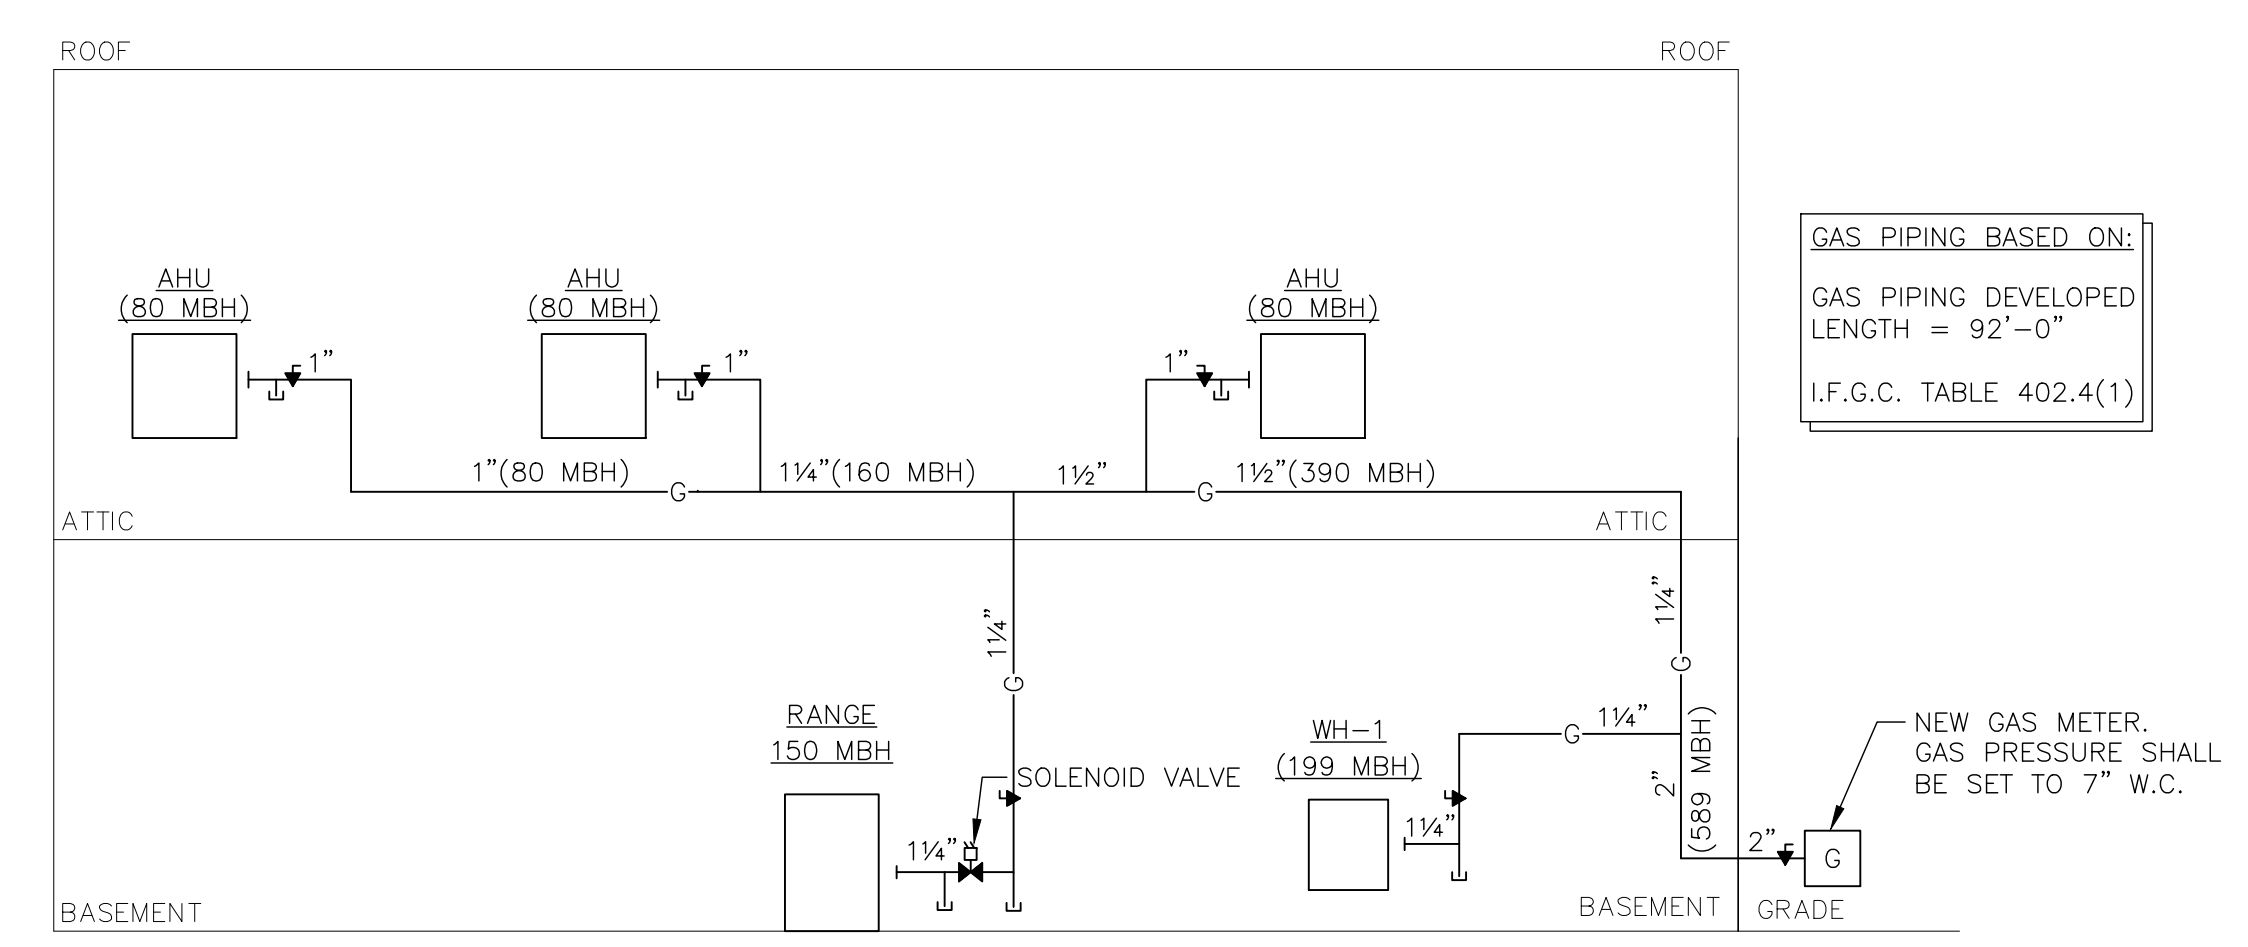 ROOF
ROOF
AHU
(80 MBH)
AHU
(80 MBH)
AHU
(80 MBH)
GAS PIPING BASED ON:
GAS PIPING DEVELOPED
LENGTH = 92'-0"
I.F.G.C. TABLE 402.4(1)
1"
1"
1"
1"(80 MBH)
1¼"(160 MBH)
1½"
1½"(390 MBH)
G
G
ATTIC
ATTIC
1¼"
G
1¼"
G
RANGE
150 MBH
SOLENOID VALVE
1¼"
WH-1
(199 MBH)
1¼"
G
1¼"
2"
(589 MBH)
2"
NEW GAS METER.
GAS PRESSURE SHALL
BE SET TO 7" W.C.
G
BASEMENT
BASEMENT
GRADE